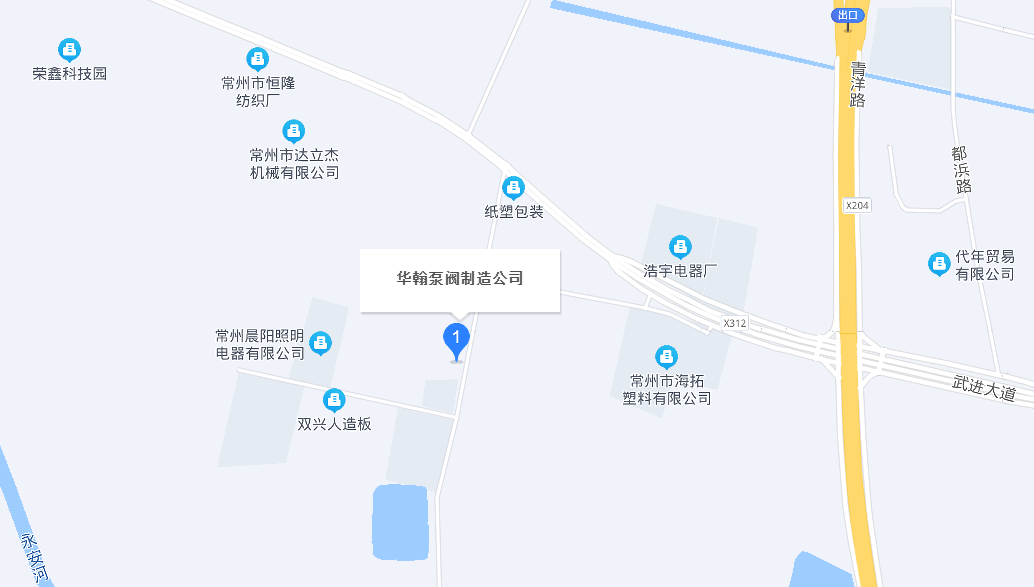 出口
青洋路
荣鑫科技园
常州市恒隆
纺织厂
常州市达立杰
机械有限公司
都浜路
纸塑包装
X204
浩宇电器厂
代年贸易
有限公司
华翰泵阀制造公司
X312
1
常州晨阳照明
电器有限公司
常州市海拓
塑料有限公司
武进大道
双兴人造板
永安河